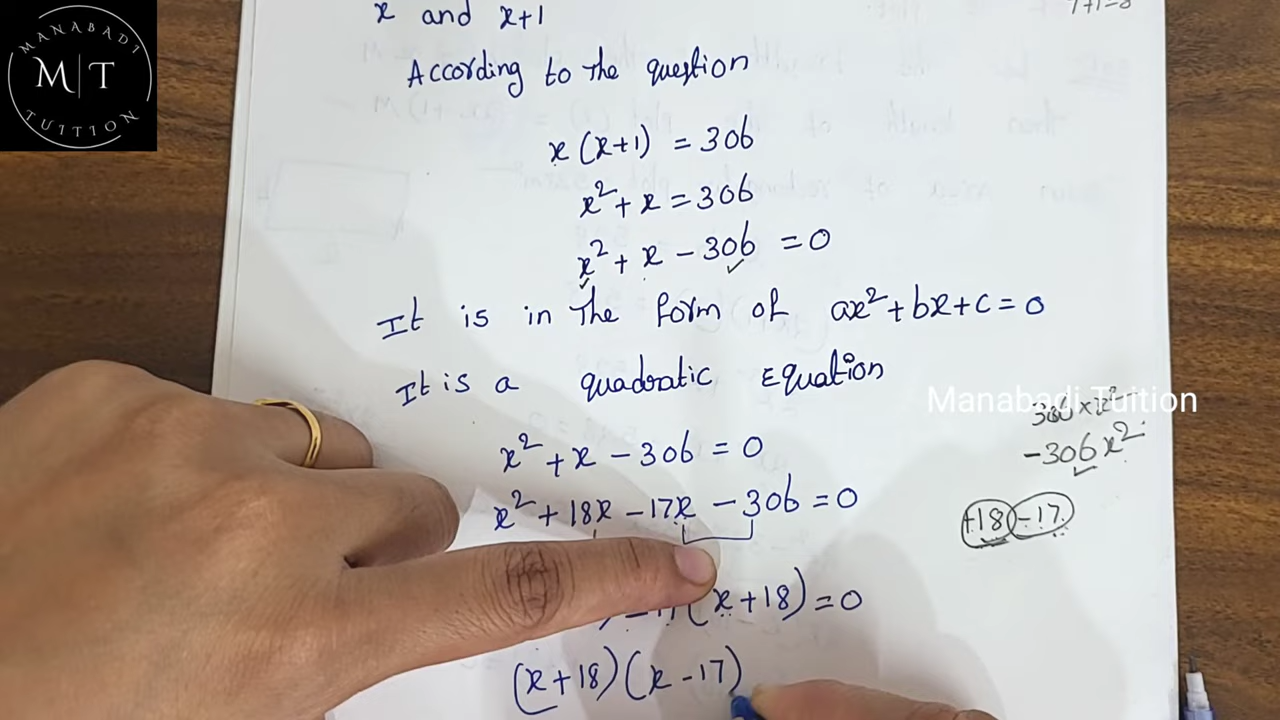 MANABADI
M|T
TUITION
x and x+1
According to the question
x(x+1) = 306
x²+x=306
x²+x-306=0
It is in the form of ax²+bx+c=0
It is a quadratic Equation
Manabadi Tuition
-306x²
x²+x-306=0
x²+18x-17x-306=0
+18 -17
-17(x+18)=0
(x+18)(x-17)